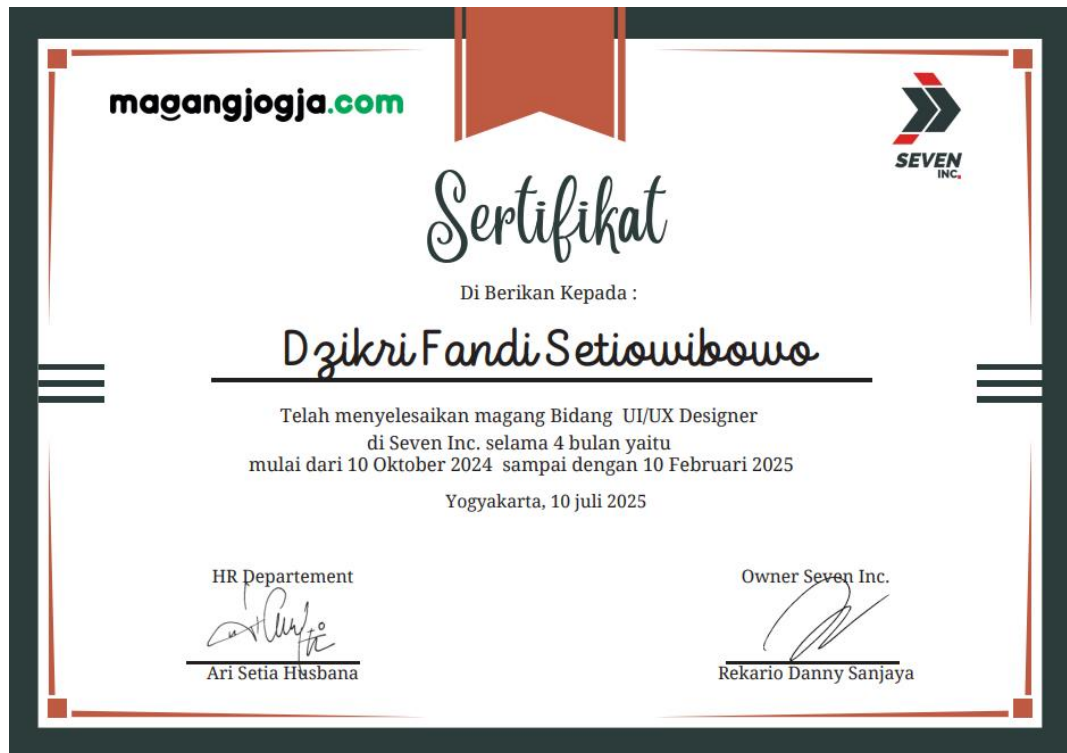 magangjogja.com
SEVEN
INC.
Sertifikat
Di Berikan Kepada :
Dzikri Fandi Setiowibowo
Telah menyelesaikan magang Bidang UI/UX Designer
di Seven Inc. selama 4 bulan yaitu
mulai dari 10 Oktober 2024 sampai dengan 10 Februari 2025
Yogyakarta, 10 juli 2025
HR Departement
Owner Seven Inc.
Ari Setia Husbana
Rekario Danny Sanjaya